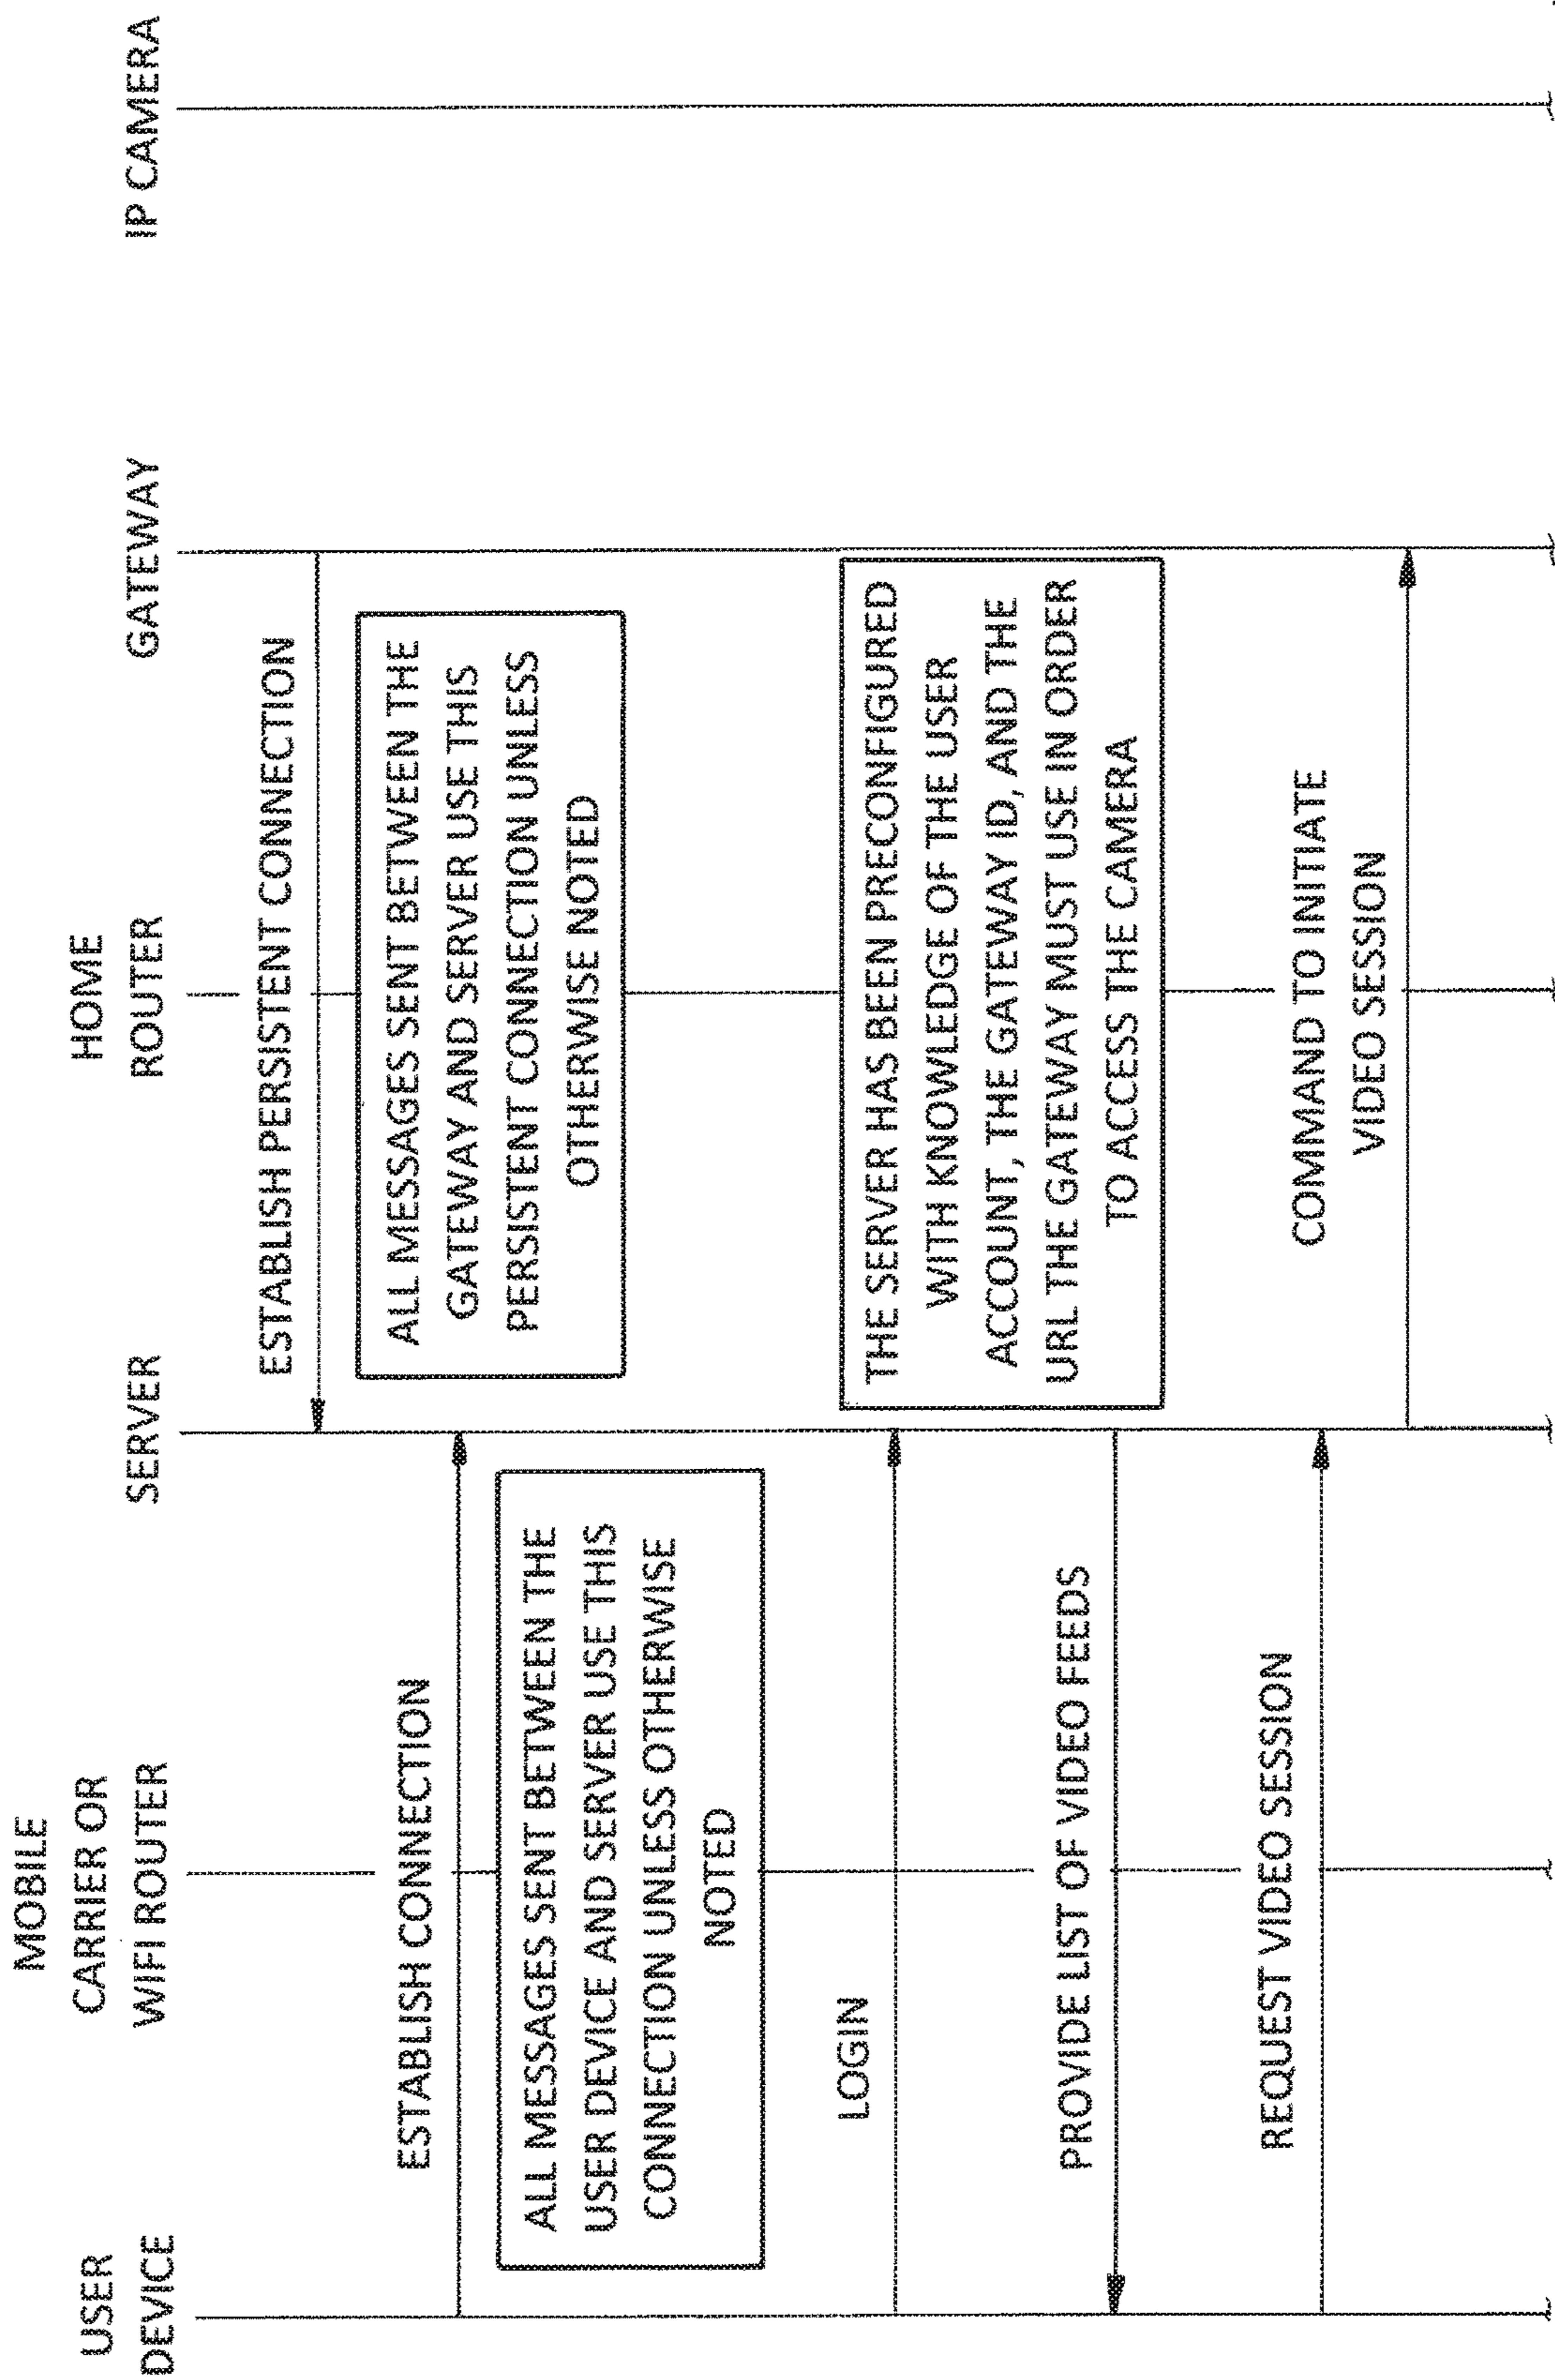 USER
DEVICE
MOBILE
CARRIER OR
WIFI ROUTER
SERVER
HOME
ROUTER
GATEWAY
IP CAMERA
ESTABLISH PERSISTENT CONNECTION
ALL MESSAGES SENT BETWEEN THE
GATEWAY AND SERVER USE THIS
PERSISTENT CONNECTION UNLESS
OTHERWISE NOTED
ESTABLISH CONNECTION
ALL MESSAGES SENT BETWEEN THE
USER DEVICE AND SERVER USE THIS
CONNECTION UNLESS OTHERWISE
NOTED
LOGIN
THE SERVER HAS BEEN PRECONFIGURED
WITH KNOWLEDGE OF THE USER
ACCOUNT, THE GATEWAY ID, AND THE
URL THE GATEWAY MUST USE IN ORDER
TO ACCESS THE CAMERA
PROVIDE LIST OF VIDEO FEEDS
REQUEST VIDEO SESSION
COMMAND TO INITIATE
VIDEO SESSION